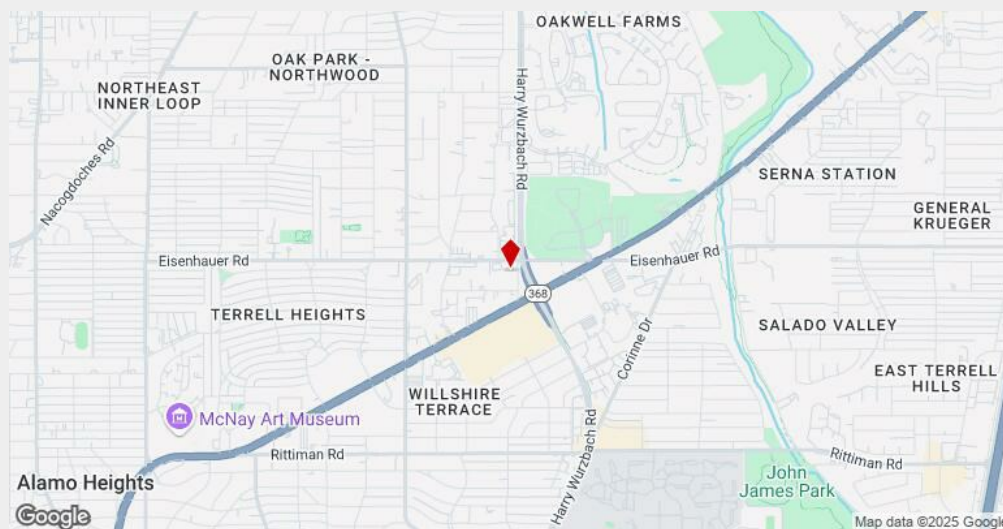 OAKWELL FARMS
OAK PARK -
NORTHWOOD
NORTHEAST
INNER LOOP
Harry Wurzbach Rd
Nacogdoches Rd
SERNA STATION
GENERAL
KRUEGER
Eisenhauer Rd
Eisenhauer Rd
368
TERRELL HEIGHTS
SALADO VALLEY
Corinne Dr
EAST TERRELL
HILLS
WILLSHIRE
TERRACE
McNay Art Museum
Harry Wurzbach Rd
Rittiman Rd
Rittiman Rd
Alamo Heights
John
James Park
Google
Map data ©2025 Google